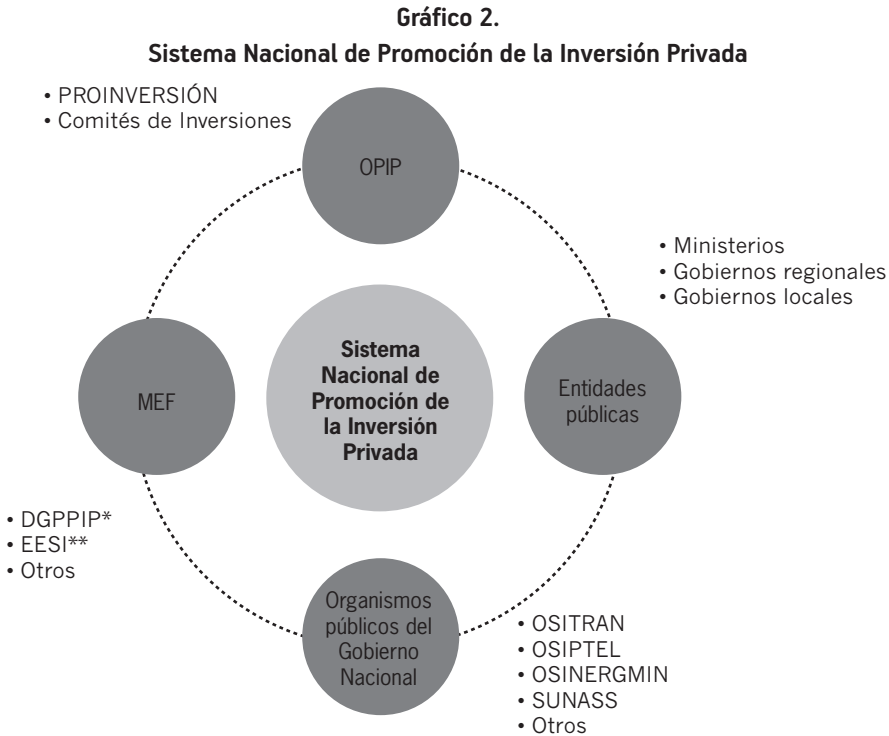 Gráfico 2.
Sistema Nacional de Promoción de la Inversión Privada
• PROINVERSIÓN
• Comités de Inversiones
OPIP
• Ministerios
• Gobiernos regionales
• Gobiernos locales
MEF
Sistema
Nacional de
Promoción de
la Inversión
Privada
Entidades
públicas
• DGPPIP*
• EESI**
• Otros
Organismos
públicos del
Gobierno
Nacional
• OSITRAN
• OSIPTEL
• OSINERGMIN
• SUNASS
• Otros